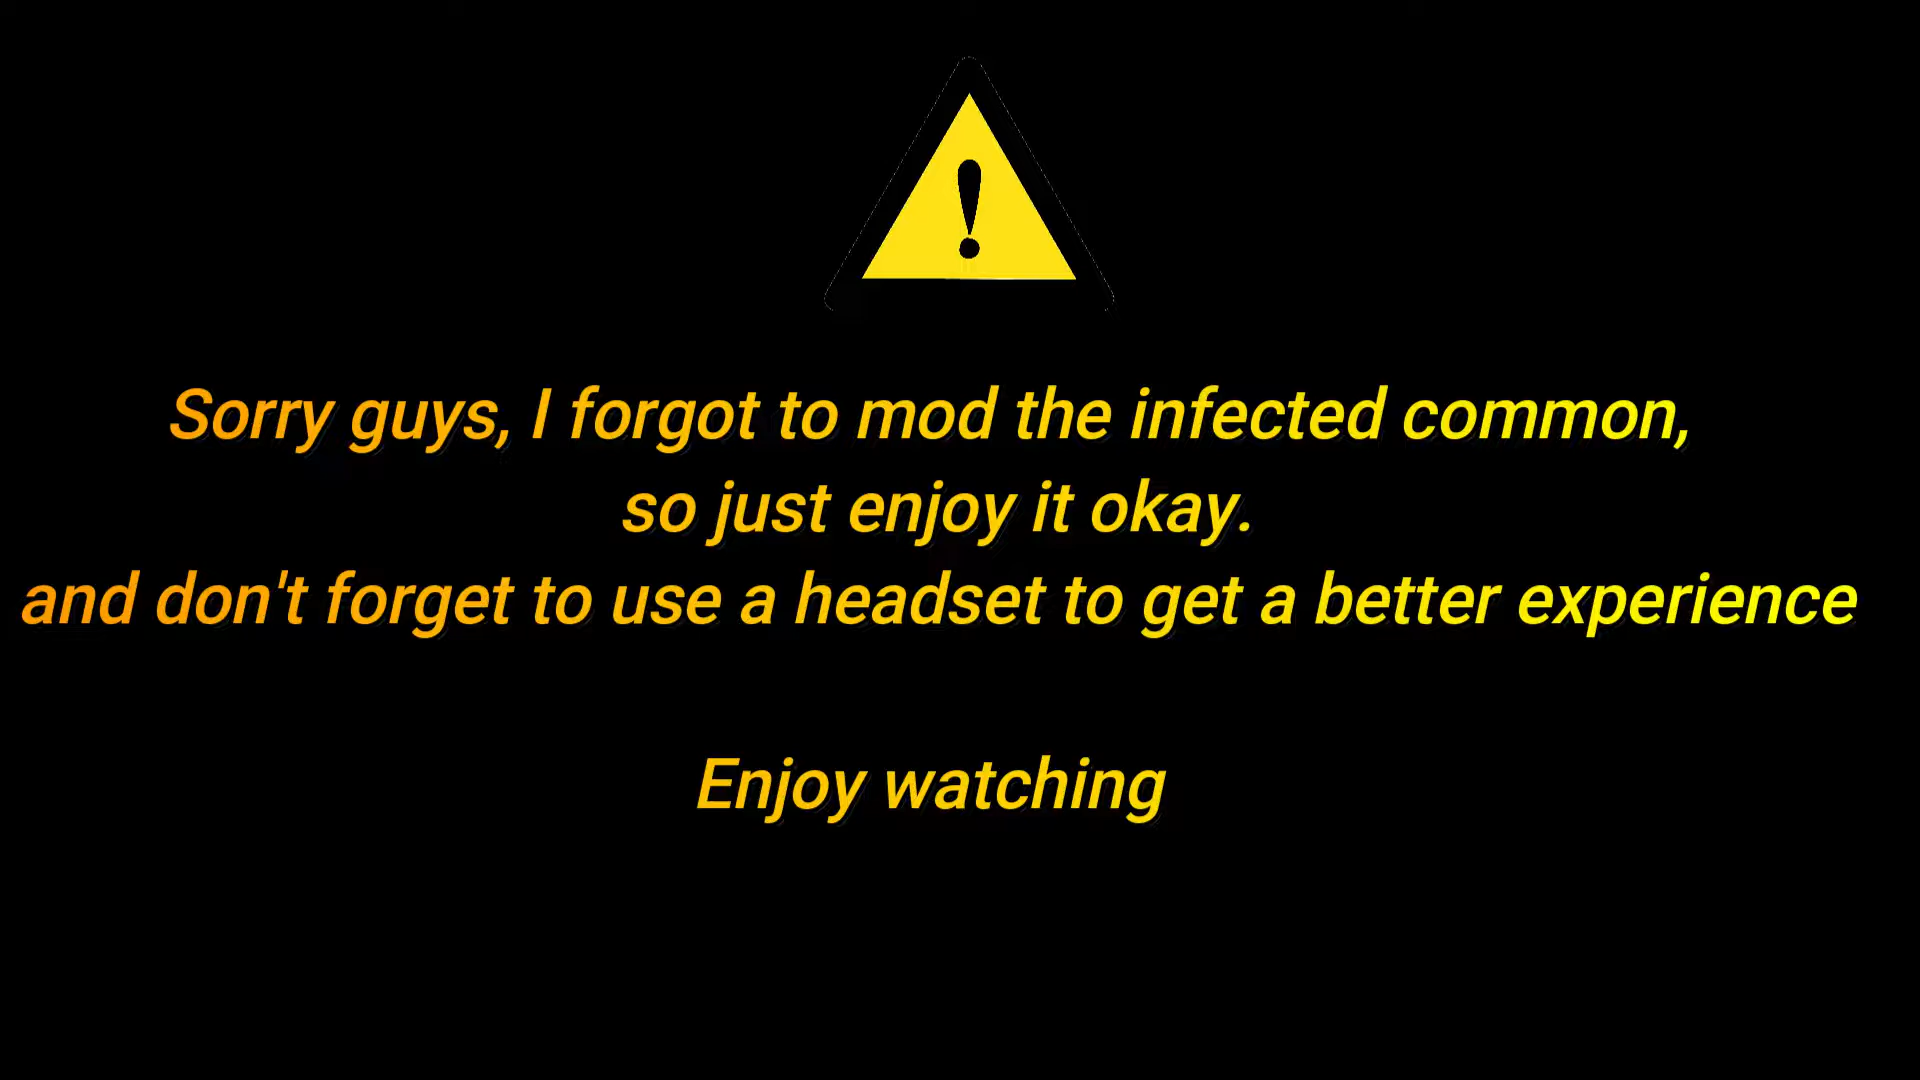 Sorry guys, I forgot to mod the infected common,
so just enjoy it okay.
and don't forget to use a headset to get a better experience
Enjoy watching